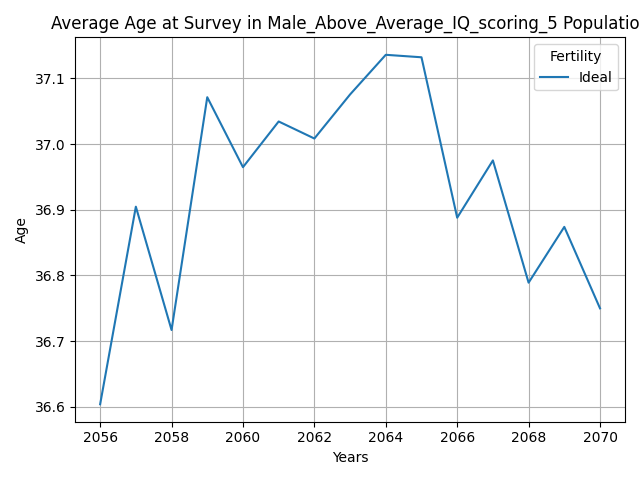 Average Age at Survey in Male_Above_Average_IQ_scoring_5 Populatio
Fertility
Ideal
Age
37.1
37.0
36.9
36.8
36.7
36.6
2056 2058 2060 2062 2064 2066 2068 2070
Years